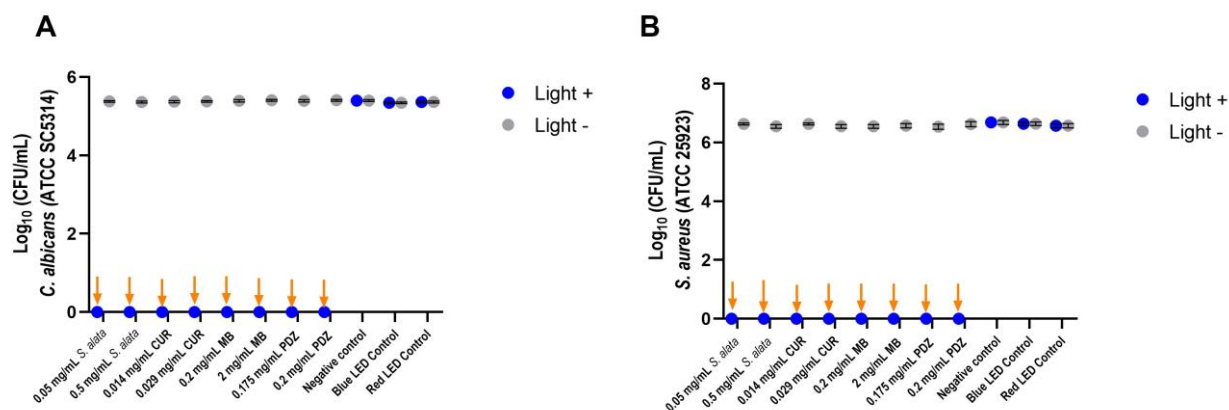 A
Log10 (CFU/mL)
C. albicans (ATCC SC5314)
6
4
2
0
0.05 mg/mL S. alata
0.5 mg/mL S. alata
0.014 mg/mL CUR
0.029 mg/mL CUR
0.2 mg/mL MB
2 mg/mL MB
0.175 mg/mL PDZ
0.2 mg/mL PDZ
Negative control
Blue LED Control
Red LED Control
Light +
Light -
B
Log10 (CFU/mL)
S. aureus (ATCC 25923)
8
6
4
2
0
0.05 mg/mL S. alata
0.5 mg/mL S. alata
0.014 mg/mL CUR
0.029 mg/mL CUR
0.2 mg/mL MB
2 mg/mL MB
0.175 mg/mL PDZ
0.2 mg/mL PDZ
Negative control
Blue LED Control
Red LED Control
Light +
Light -